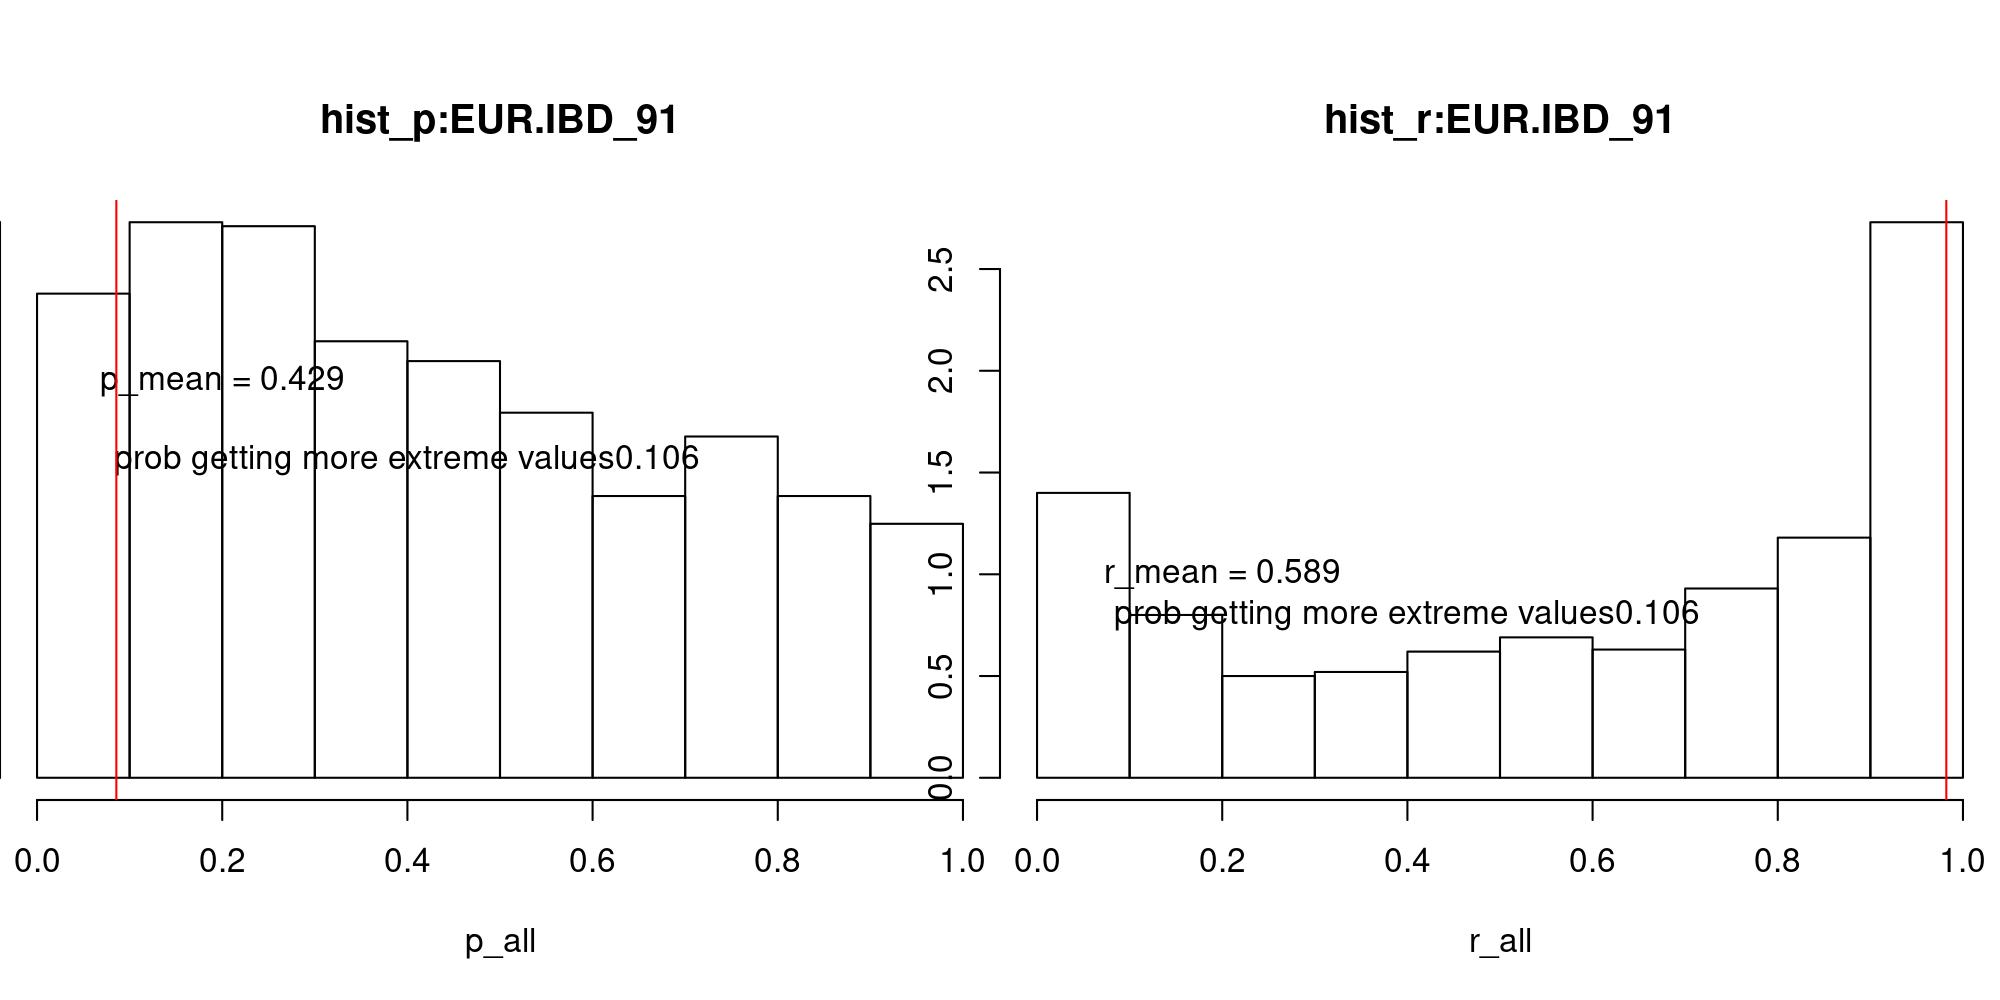 hist_p:EUR.IBD_91
p_mean = 0.429
prob getting more extreme values0.106
0.0 0.2 0.4 0.6 0.8 1.0
p_all
hist_r:EUR.IBD_91
2.5
2.0
1.5
1.0
0.5
0.0
r_mean = 0.589
prob getting more extreme values0.106
0.0 0.2 0.4 0.6 0.8 1.0
r_all